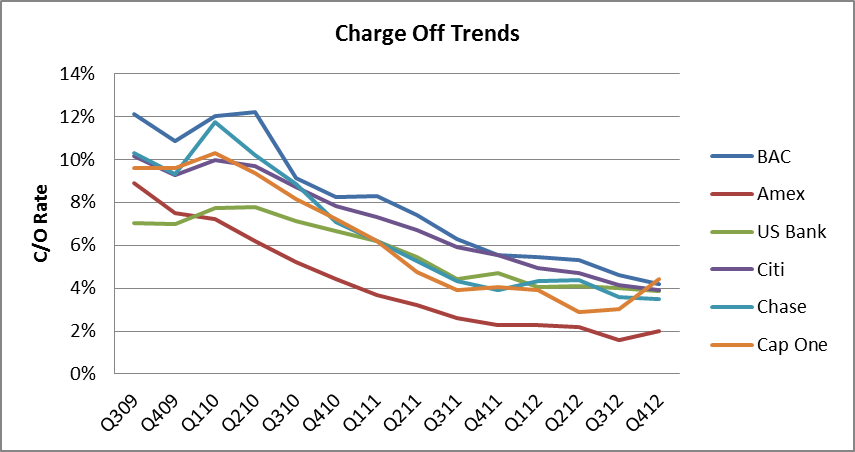 Charge Off Trends
C/O Rate
14%
12%
10%
8%
6%
4%
2%
0%
Q309
Q409
Q110
Q210
Q310
Q410
Q111
Q211
Q311
Q411
Q112
Q212
Q312
Q412
BAC
Amex
US Bank
Citi
Chase
Cap One